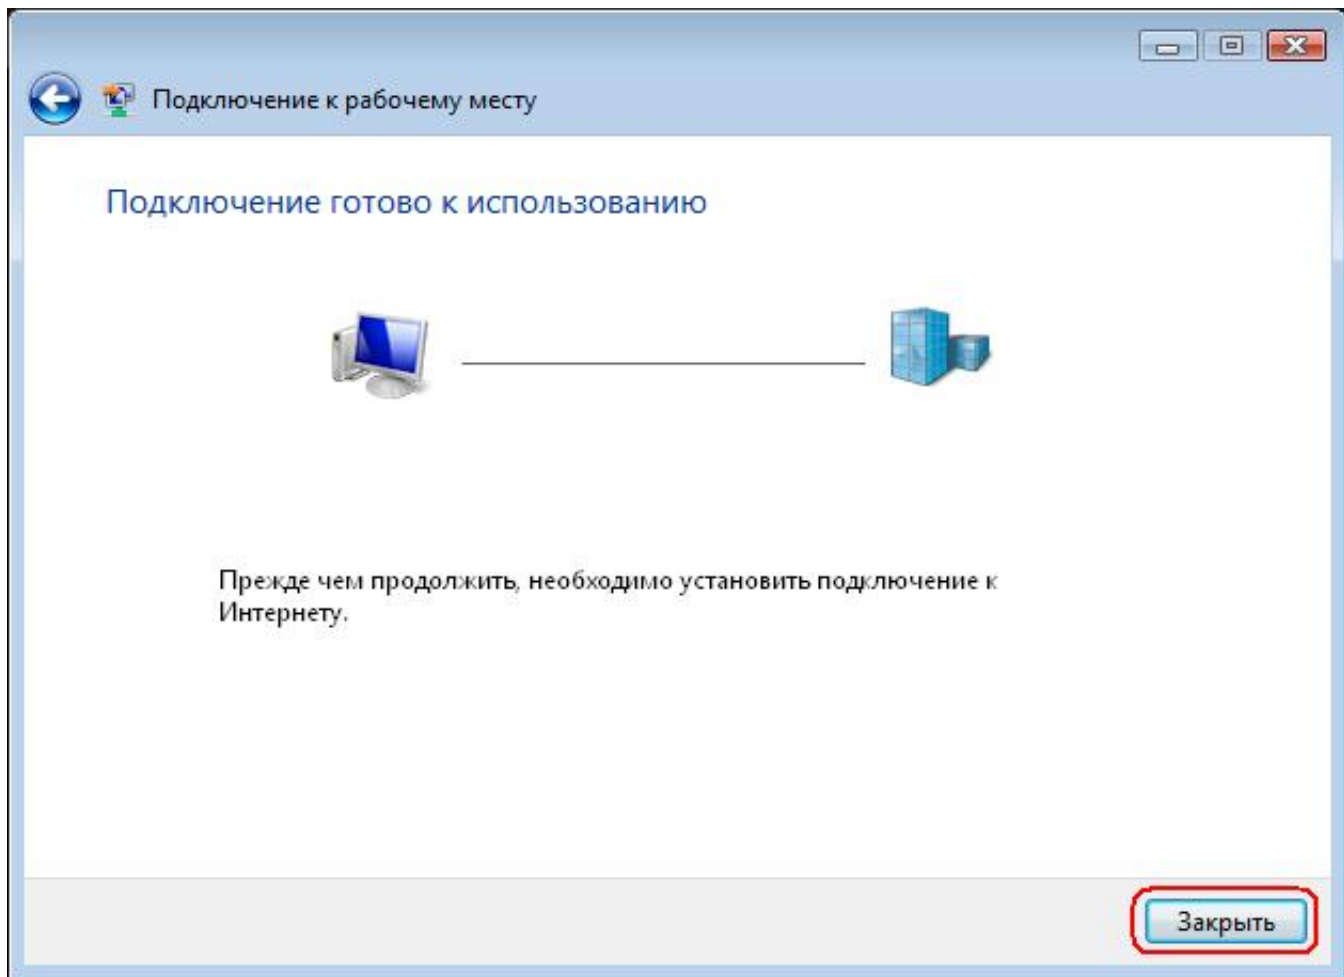 Подключение к рабочему месту
Подключение готово к использованию
Прежде чем продолжить, необходимо установить подключение к
Интернету.
Закрыть